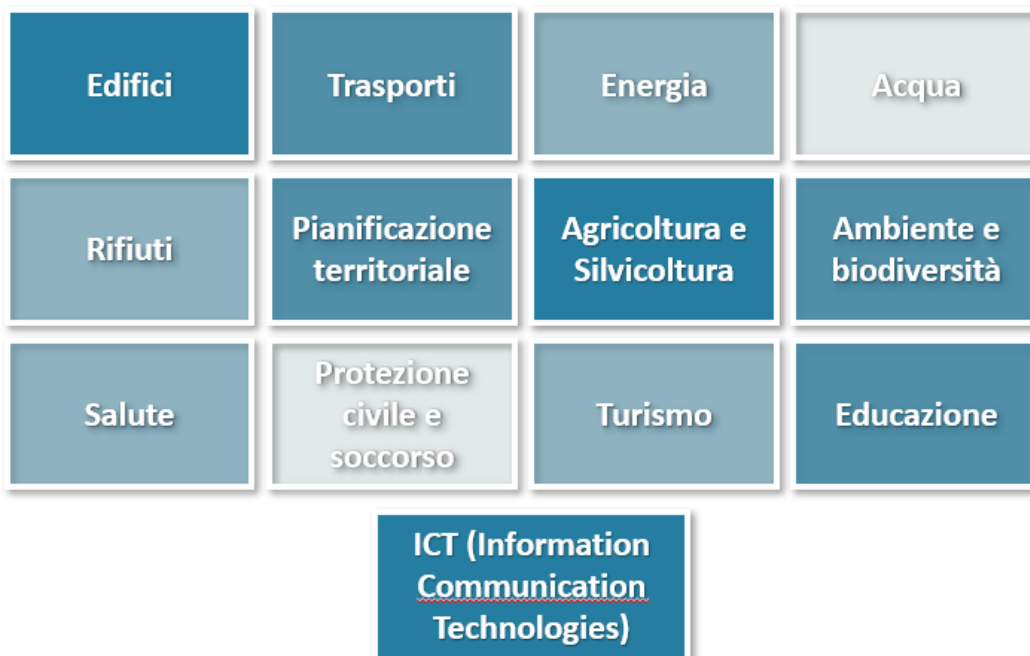 Edifici
Trasporti
Energia
Acqua
Rifiuti
Pianificazione
territoriale
Agricoltura e
Silvicoltura
Ambiente e
biodiversità
Salute
Protezione
civile e
soccorso
Turismo
Educazione
ICT (Information
Communication
Technologies)